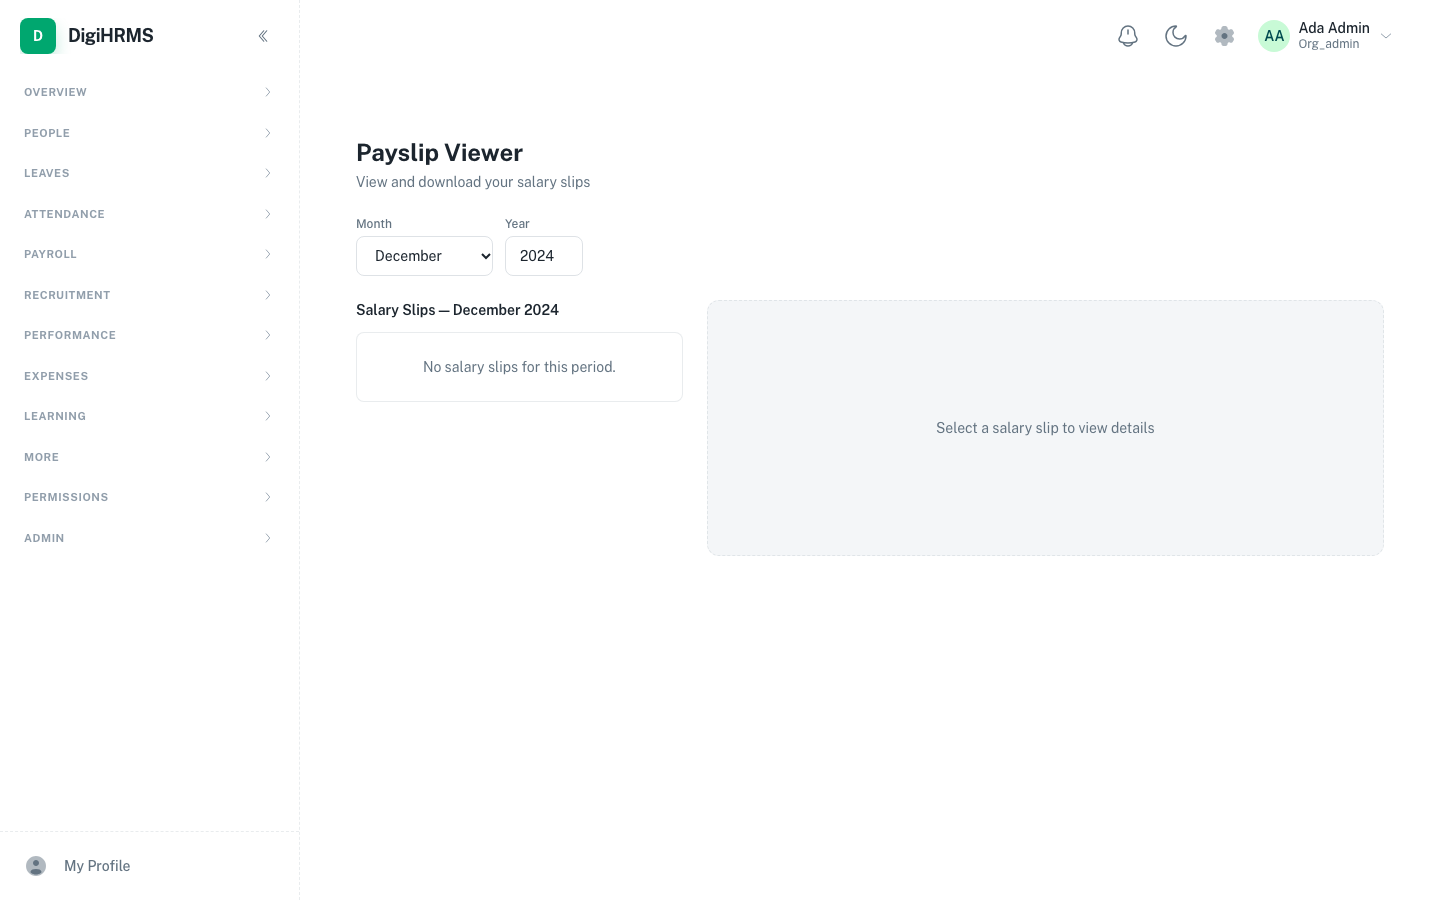 D
DigiHRMS
OVERVIEW
PEOPLE
LEAVES
ATTENDANCE
PAYROLL
RECRUITMENT
PERFORMANCE
EXPENSES
LEARNING
MORE
PERMISSIONS
ADMIN
My Profile
AA
Ada Admin
Org_admin
Payslip Viewer
View and download your salary slips
Month
Year
December
2024
Salary Slips — December 2024
No salary slips for this period.
Select a salary slip to view details